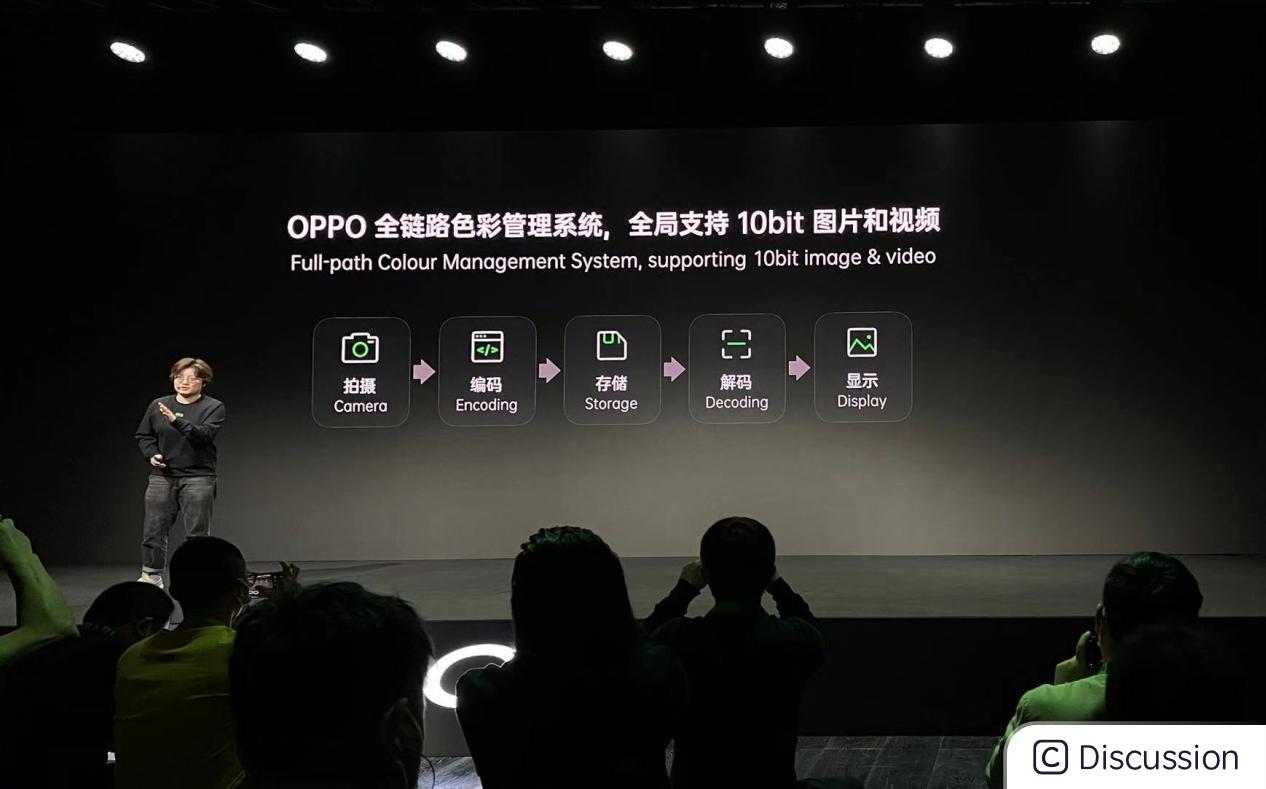 OPPO 全链路色彩管理系统，全局支持 10bit 图片和视频
Full-path Colour Management System, supporting 10bit image & video
拍摄
Camera
编码
Encoding
存储
Storage
解码
Decoding
显示
Display
C Discussion